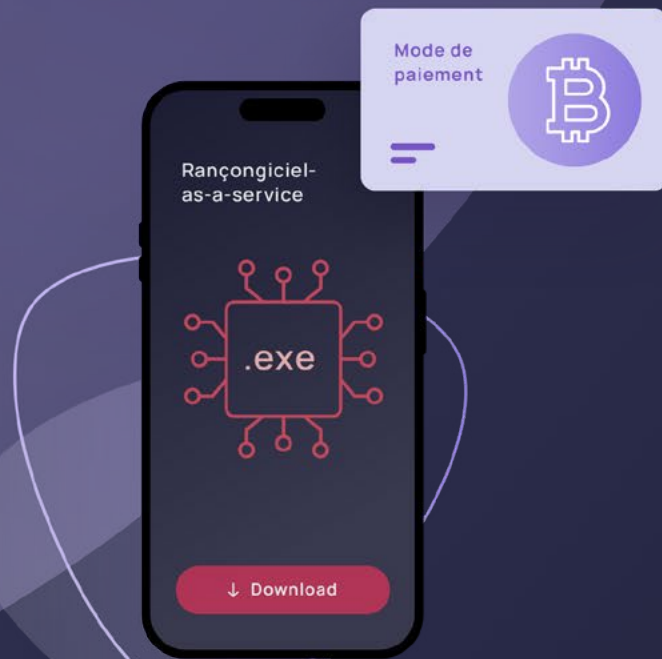 Mode de
paiement
Rançongiciel-
as-a-service
.exe
↓ Download